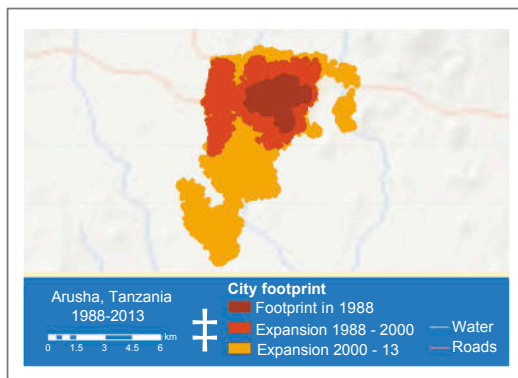 Arusha, Tanzania
1988-2013
0 1.5 3 4.5 6 km
City footprint
Footprint in 1988
Expansion 1988 - 2000
Expansion 2000 - 13
Water
Roads